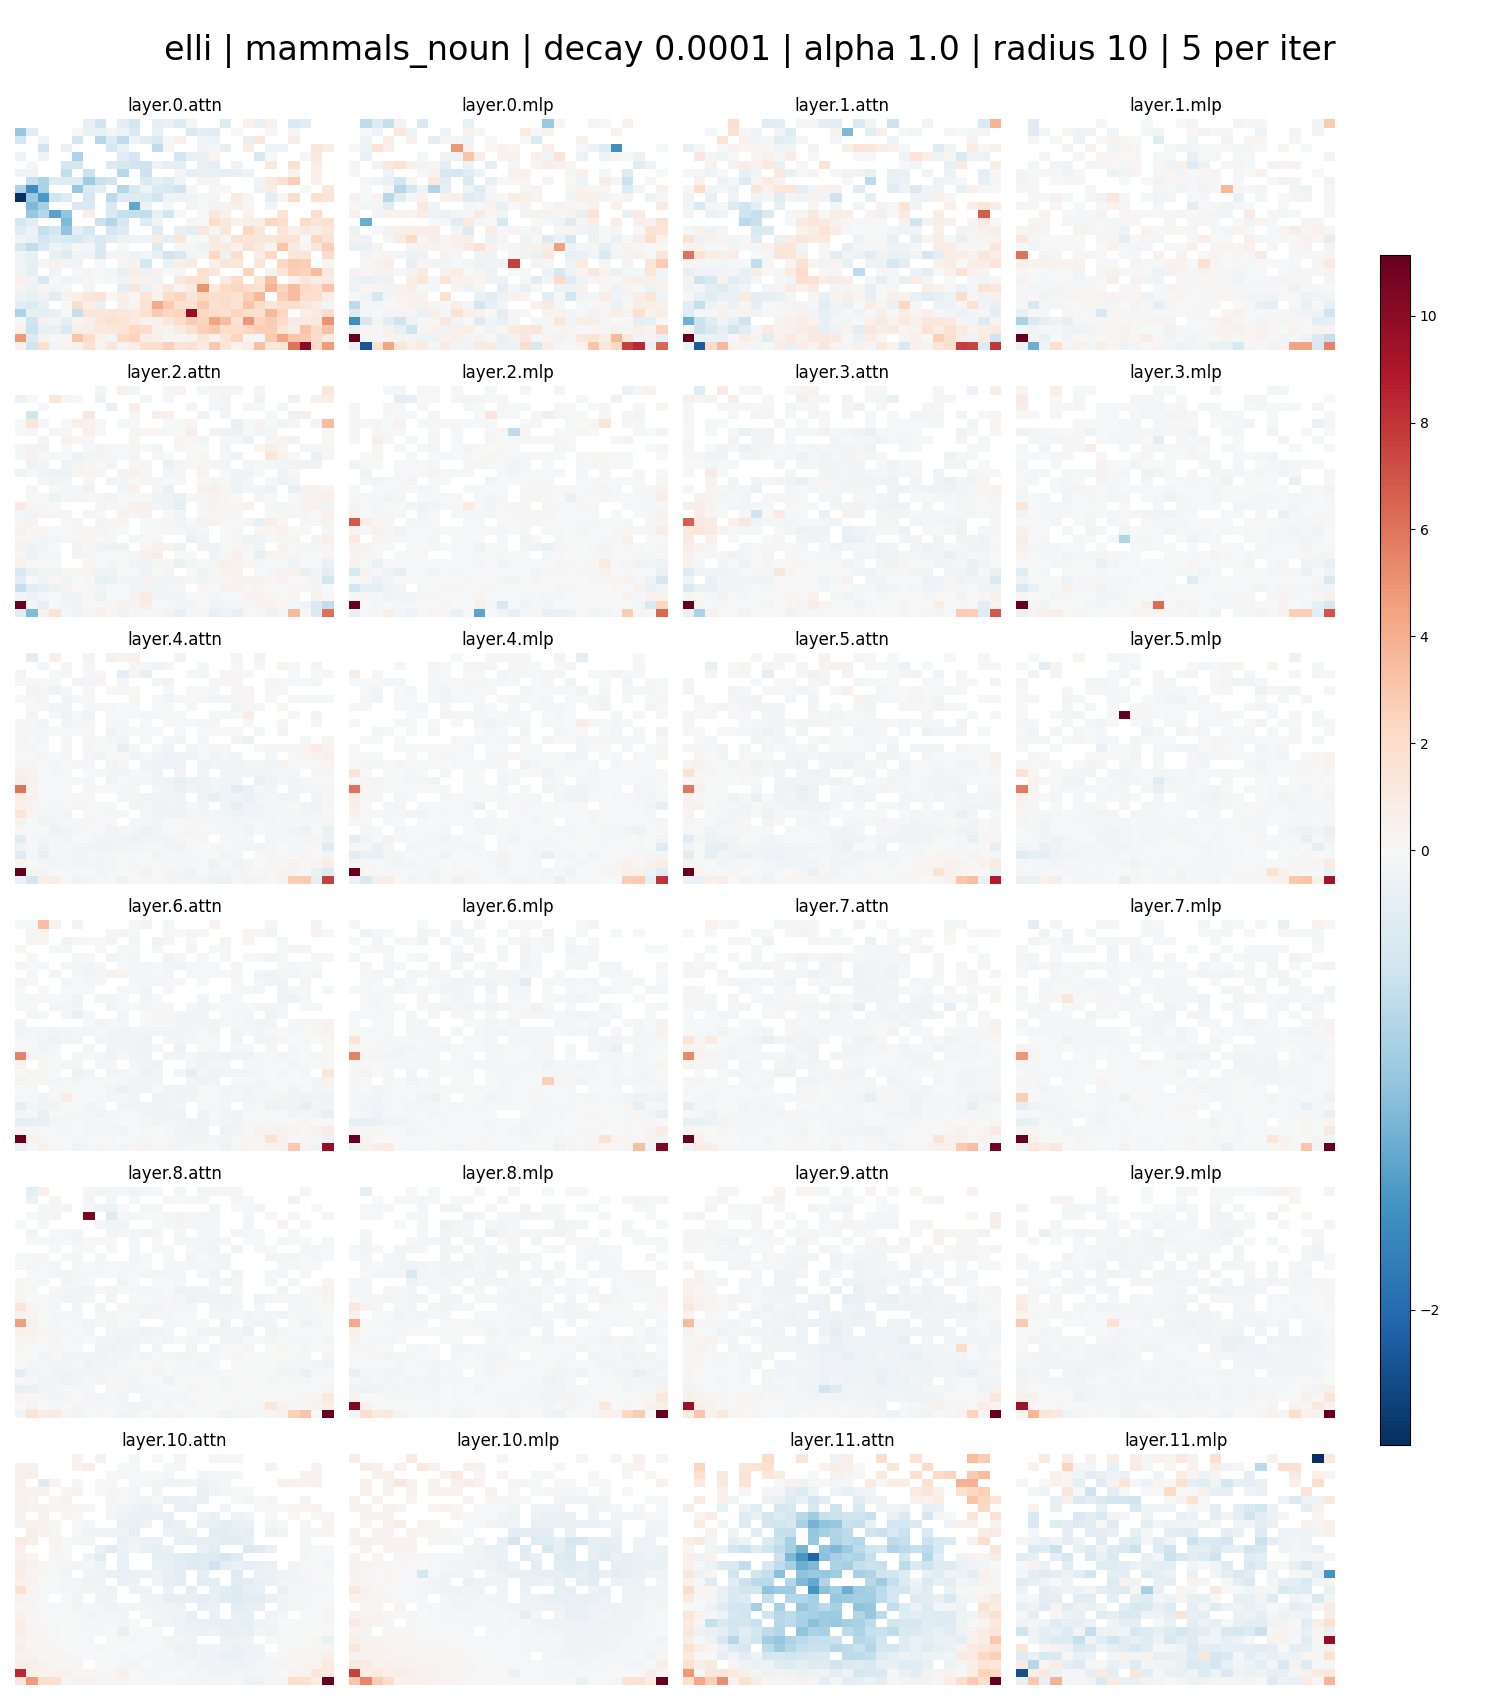 elli | mammals_noun | decay 0.0001 | alpha 1.0 | radius 10 | 5 per iter
layer.0.attn layer.0.mlp layer.1.attn layer.1.mlp
layer.2.attn layer.2.mlp layer.3.attn layer.3.mlp
layer.4.attn layer.4.mlp layer.5.attn layer.5.mlp
layer.6.attn layer.6.mlp layer.7.attn layer.7.mlp
layer.8.attn layer.8.mlp layer.9.attn layer.9.mlp
layer.10.attn layer.10.mlp layer.11.attn layer.11.mlp
10
8
6
4
2
0
−2